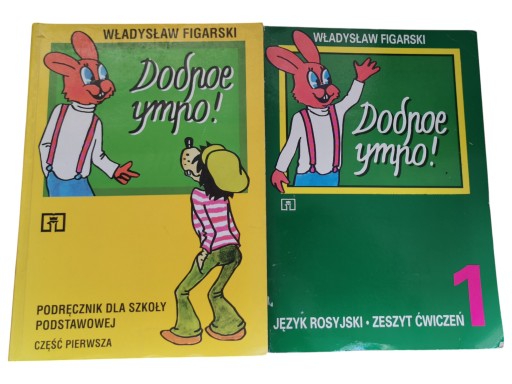 WŁADYSŁAW FIGARSKI
Доброе
утро!
PODRĘCZNIK DLA SZKOŁY
PODSTAWOWEJ
CZĘŚĆ PIERWSZA
WŁADYSŁAW FIGARSKI
Доброе
утро!
1
JĘZYK ROSYJSKI • ZESZYT ĆWICZEŃ